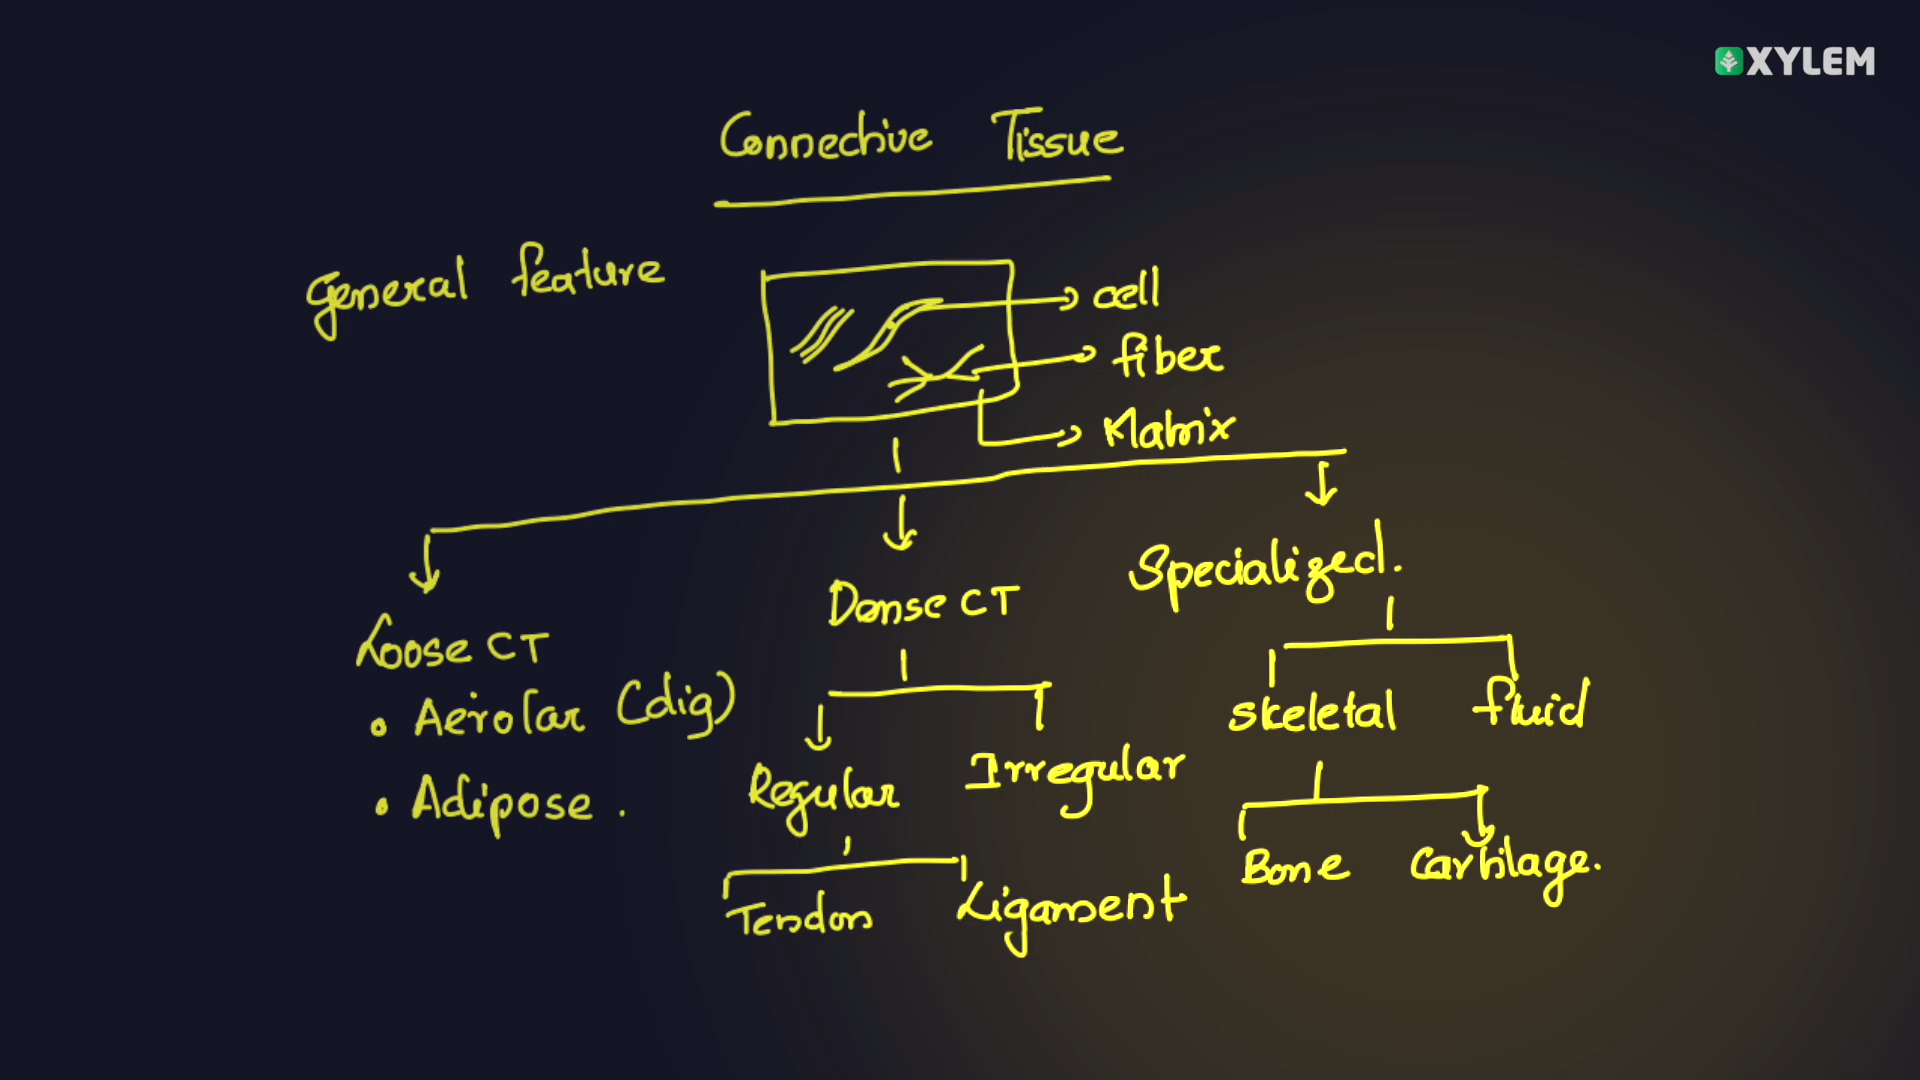 XYLEM
Connective Tissue
General feature
cell
fiber
Matrix
Loose CT
• Aerolar (dig)
• Adipose.
Dense CT
Regular
Irregular
Tendon
Ligament
Specialized.
skeletal
fluid
Bone
Cartilage.